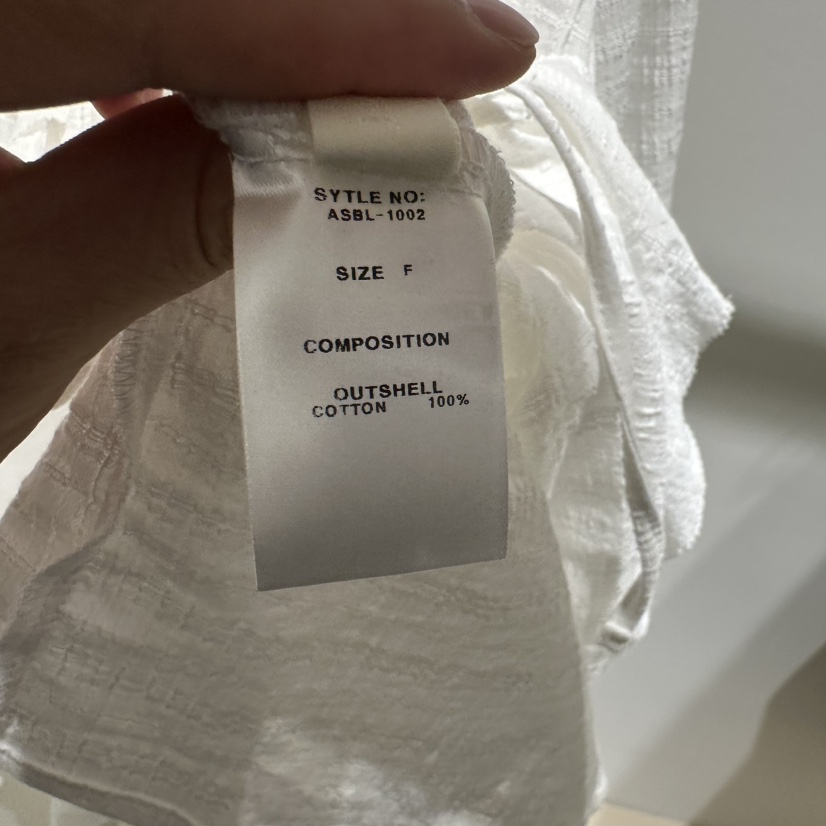 SYTLE NO:
ASBL-1002
SIZE F
COMPOSITION
OUTSHELL
COTTON 100%